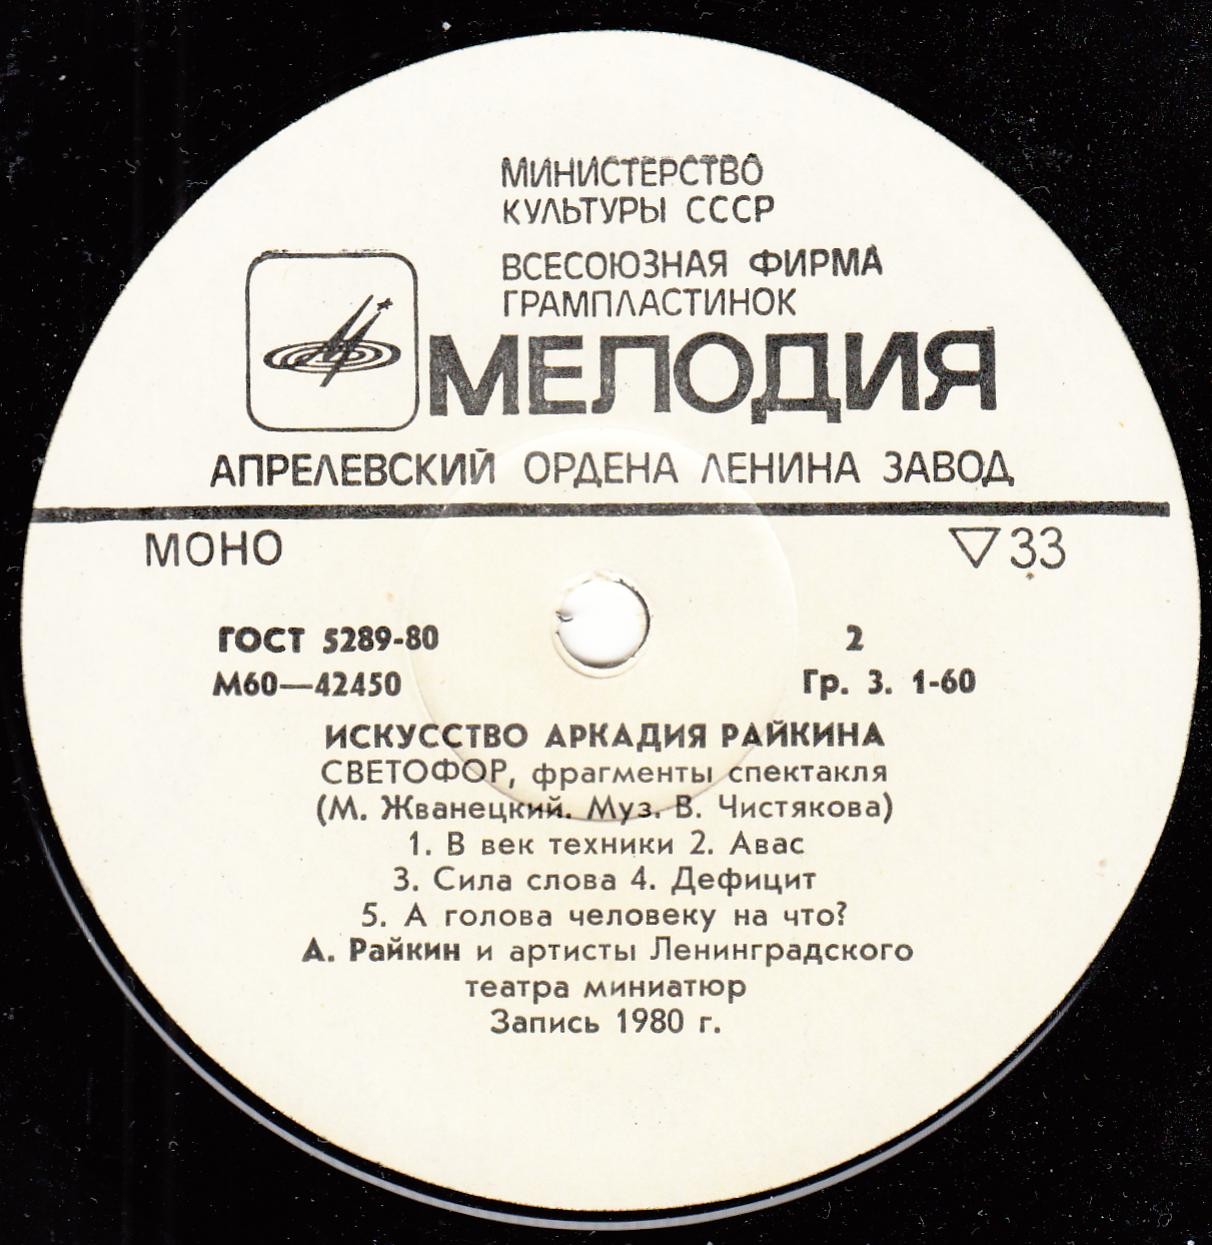 МИНИСТЕРСТВО
КУЛЬТУРЫ СССР
ВСЕСОЮЗНАЯ ФИРМА
ГРАМПЛАСТИНОК
МЕЛОДИЯ
АПРЕЛЕВСКИЙ ОРДЕНА ЛЕНИНА ЗАВОД
МОНО ▽33
ГОСТ 5289-80 2
М60—42450 Гр. 3. 1-60
ИСКУССТВО АРКАДИЯ РАЙКИНА
СВЕТОФОР, фрагменты спектакля
(М. Жванецкий. Муз. В. Чистякова)
1. В век техники 2. Авас
3. Сила слова 4. Дефицит
5. А голова человеку на что?
А. Райкин и артисты Ленинградского
театра миниатюр
Запись 1980 г.